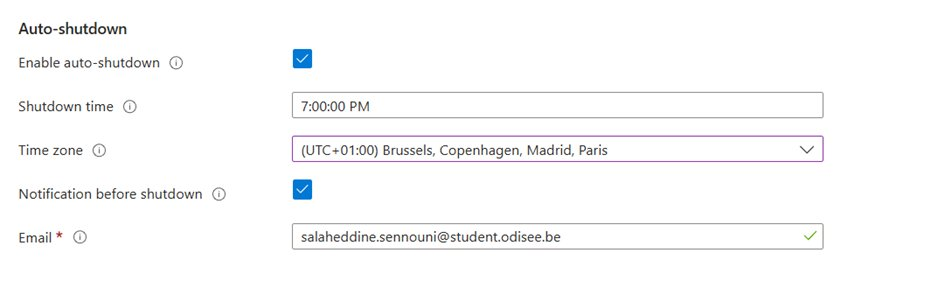 Auto-shutdown
Enable auto-shutdown
Shutdown time 7:00:00 PM
Time zone (UTC+01:00) Brussels, Copenhagen, Madrid, Paris
Notification before shutdown
Email * salaheddine.sennouni@student.odisee.be